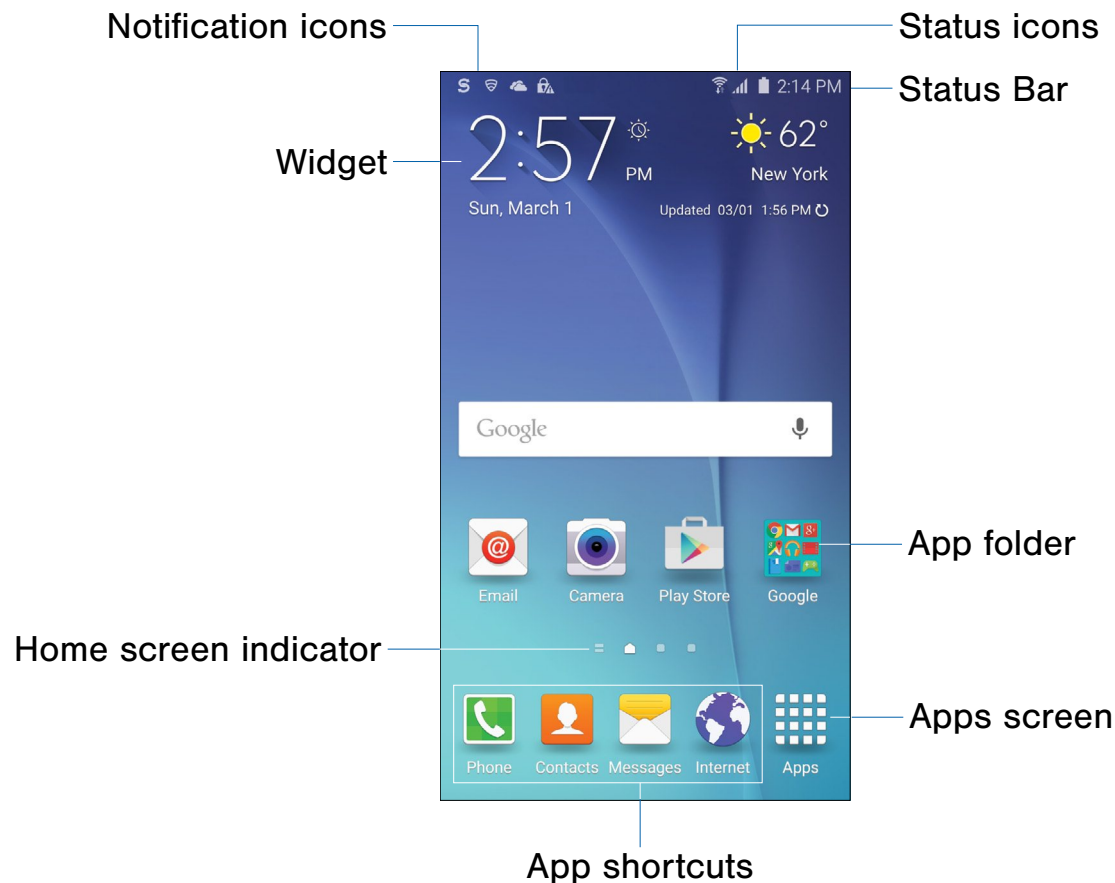 Notification icons
Status icons
S
2:14 PM
Status Bar
2:57 PM
62°
Widget
New York
Sun, March 1
Updated 03/01 1:56 PM
Google
@
8+
App folder
Email
Camera
Play Store
Google
Home screen indicator
Apps screen
Phone
Contacts
Messages
Internet
Apps
App shortcuts